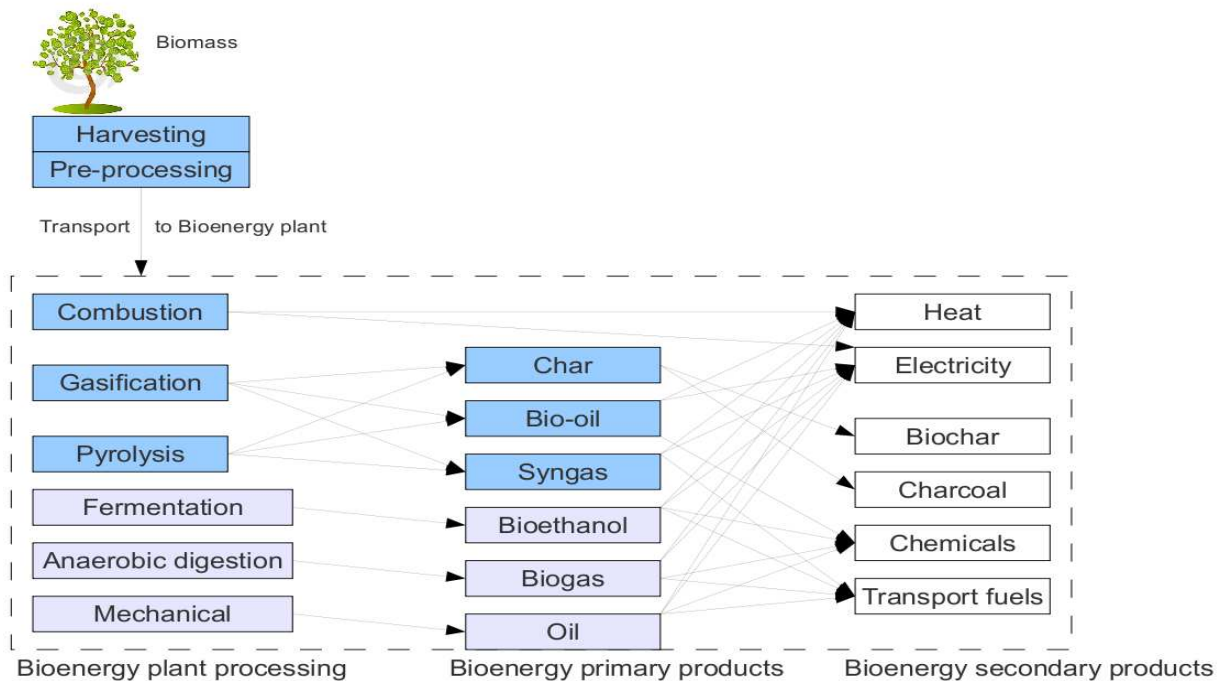 Biomass
Harvesting
Pre-processing
Transport to Bioenergy plant
Combustion
Gasification
Pyrolysis
Fermentation
Anaerobic digestion
Mechanical
Char
Bio-oil
Syngas
Bioethanol
Biogas
Oil
Heat
Electricity
Biochar
Charcoal
Chemicals
Transport fuels
Bioenergy plant processing
Bioenergy primary products
Bioenergy secondary products